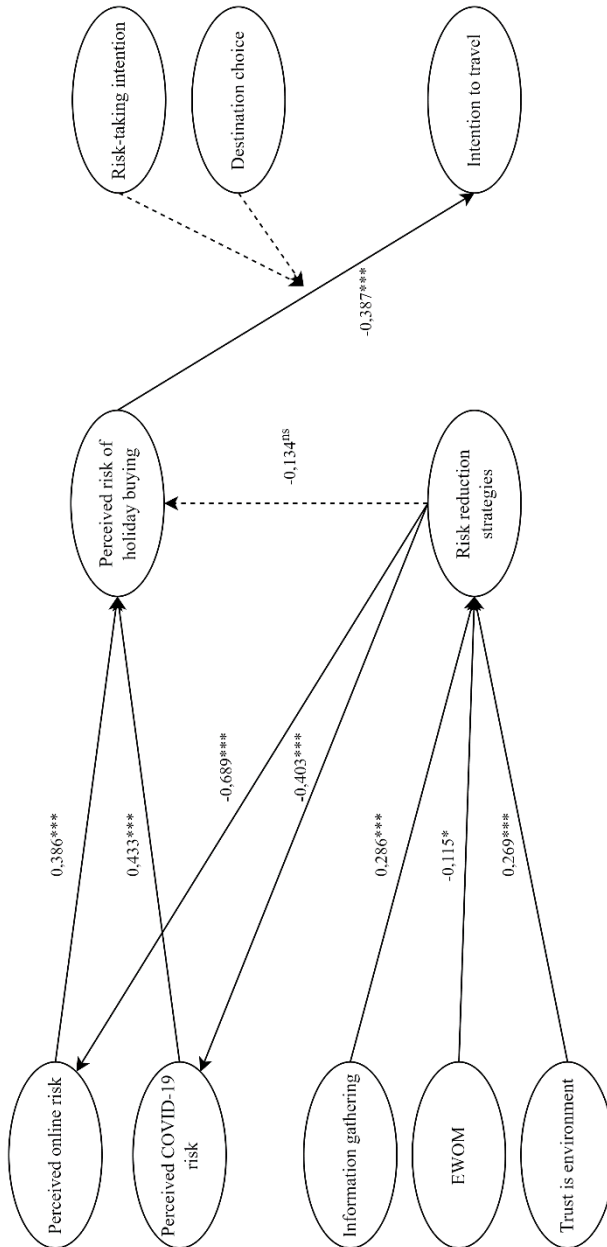 Perceived online risk
Perceived COVID-19
risk
Information gathering
EWOM
Trust is environment
0,386***
0,433***
-0,689***
-0,403***
0,286***
-0,115*
0,269***
Perceived risk of
holiday buying
-0,134ns
Risk reduction
strategies
-0,387***
Risk-taking intention
Destination choice
Intention to travel